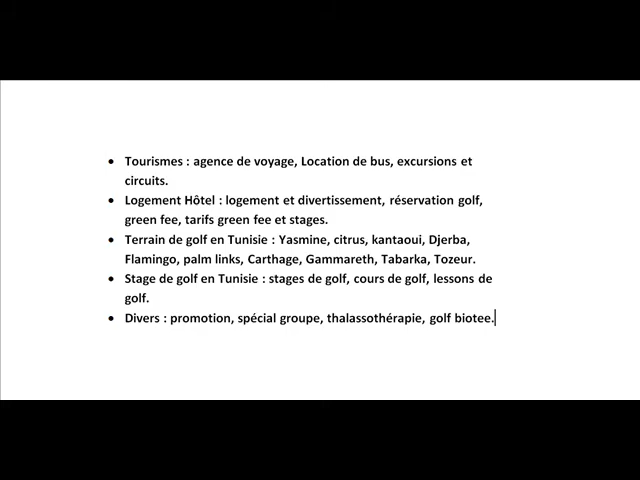 • Tourismes : agence de voyage, Location de bus, excursions et
circuits.
• Logement Hôtel : logement et divertissement, réservation golf,
green fee, tarifs green fee et stages.
• Terrain de golf en Tunisie : Yasmine, citrus, kantaoui, Djerba,
Flamingo, palm links, Carthage, Gammareth, Tabarka, Tozeur.
• Stage de golf en Tunisie : stages de golf, cours de golf, lessons de
golf.
• Divers : promotion, spécial groupe, thalassothérapie, golf biotee.